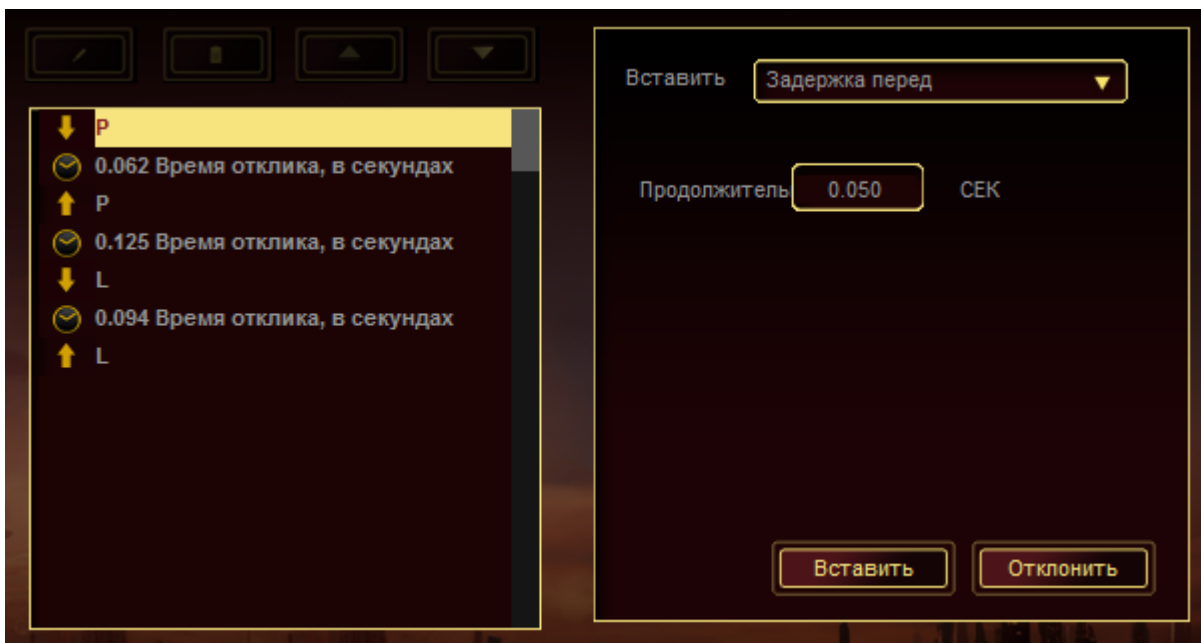 P
0.062 Время отклика, в секундах
P
0.125 Время отклика, в секундах
L
0.094 Время отклика, в секундах
L
Вставить Задержка перед
Продолжитель 0.050 СЕК
Вставить Отклонить